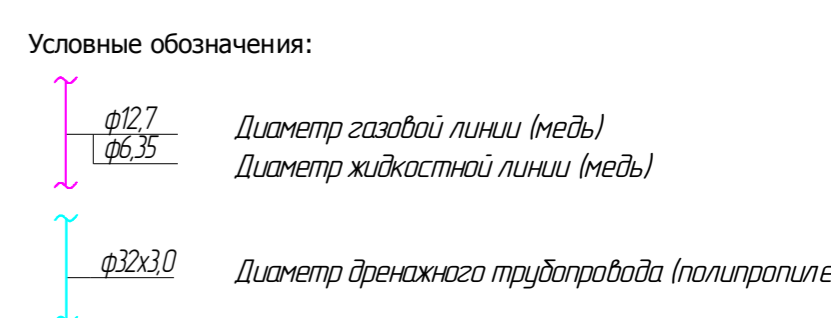 Условные обозначения:
ф12,7
Диаметр газовой линии (медь)
ф6,35
Диаметр жидкостной линии (медь)
ф32х3,0
Диаметр дренажного трубопровода (полипропиле